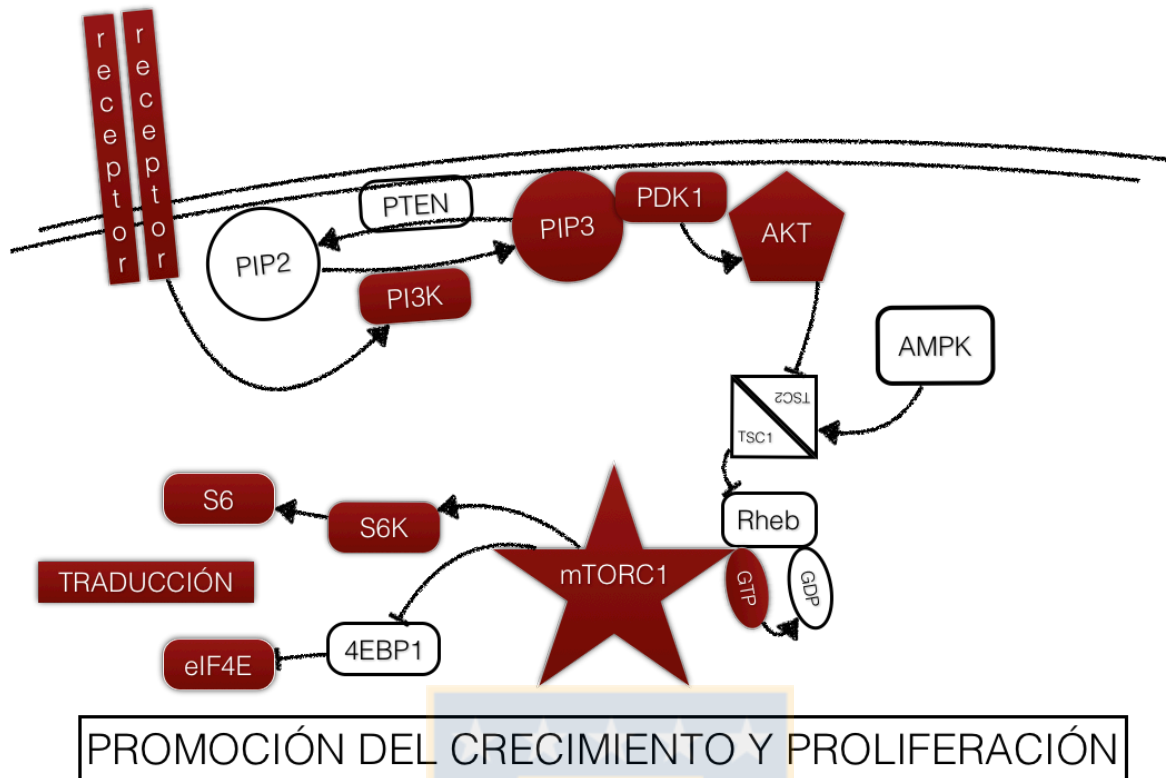 receptor
receptor
PTEN
PIP2
PI3K
PIP3
PDK1
AKT
AMPK
TSC2
TSC1
Rheb
GTP
GDP
mTORC1
S6
S6K
TRADUCCIÓN
4EBP1
eIF4E
PROMOCIÓN DEL CRECIMIENTO Y PROLIFERACIÓN